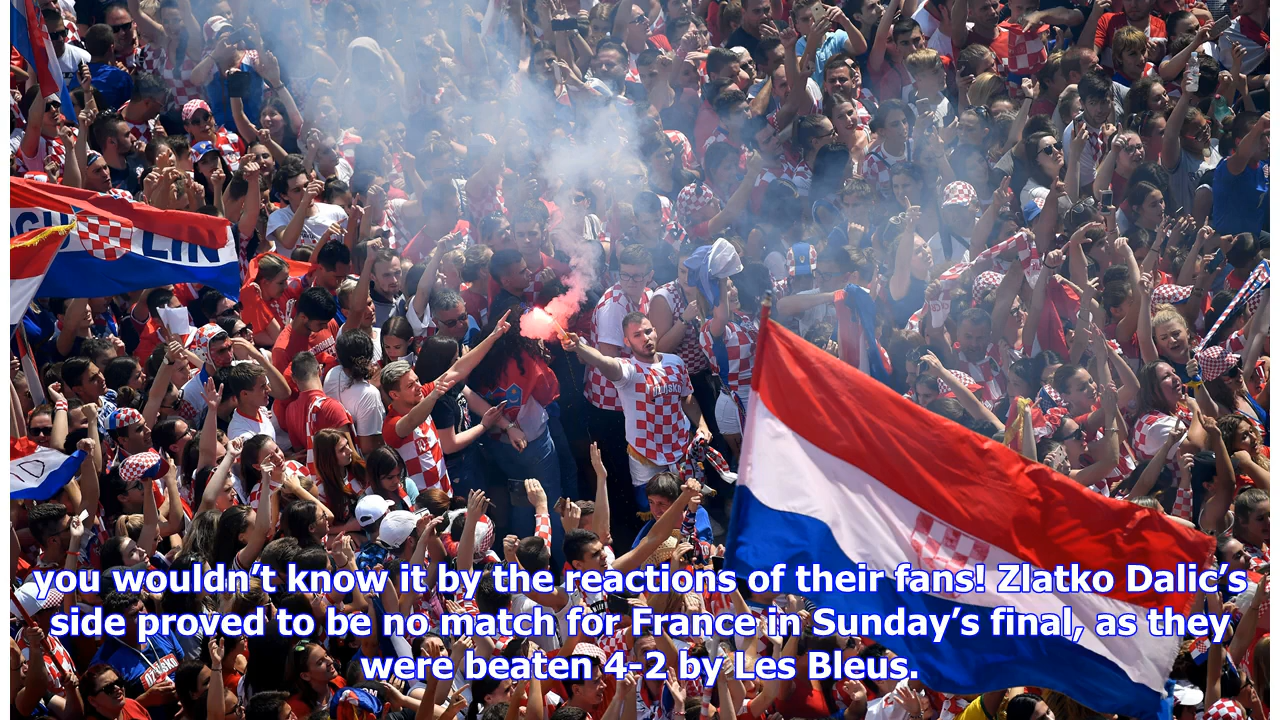 LIN
you wouldn’t know it by the reactions of their fans! Zlatko Dalic’s
side proved to be no match for France in Sunday’s final, as they
were beaten 4-2 by Les Bleus.